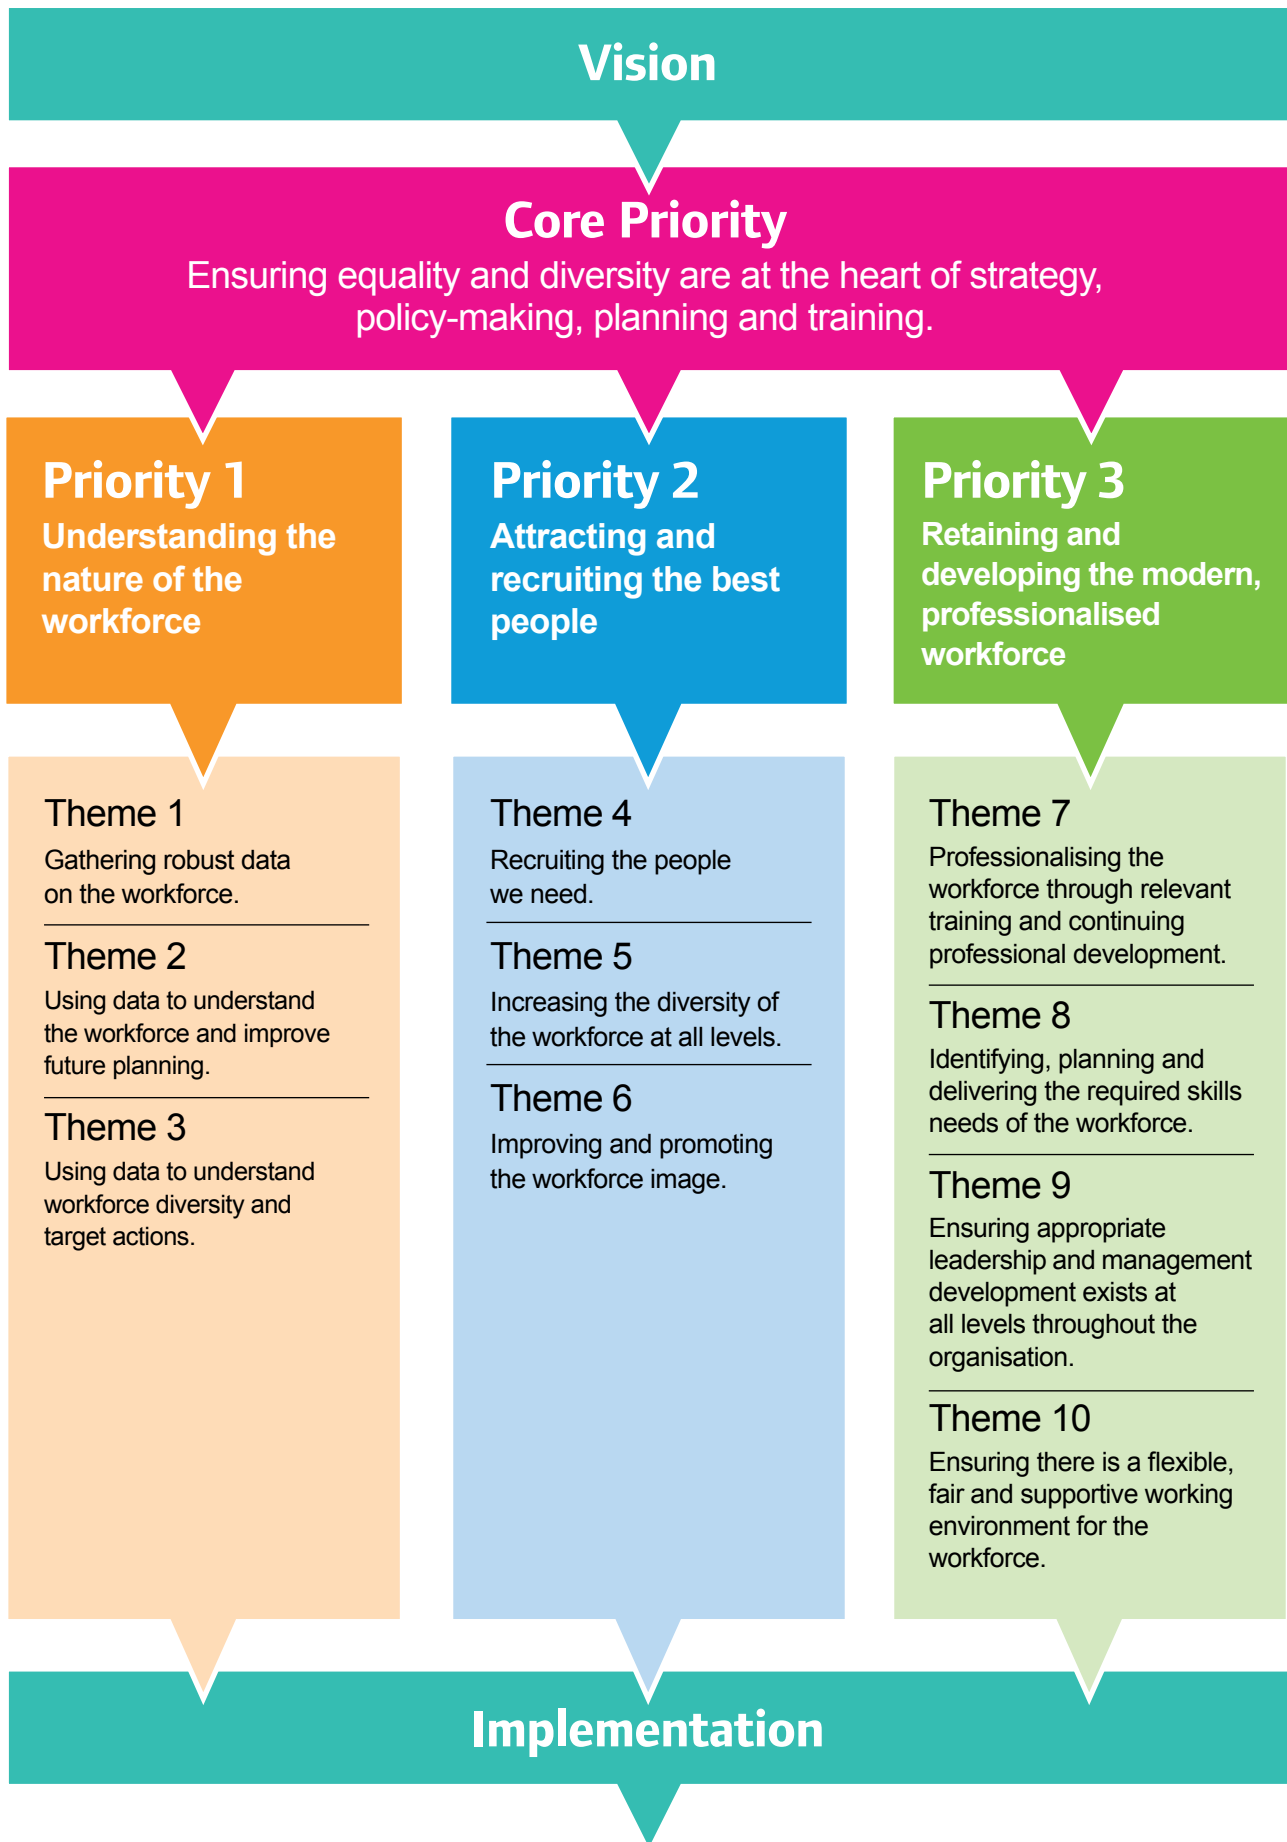 Vision
Core Priority
Ensuring equality and diversity are at the heart of strategy,
policy-making, planning and training.
Priority 1
Understanding the
nature of the
workforce
Priority 2
Attracting and
recruiting the best
people
Priority 3
Retaining and
developing the modern,
professionalised
workforce
Theme 1
Gathering robust data
on the workforce.
Theme 2
Using data to understand
the workforce and improve
future planning.
Theme 3
Using data to understand
workforce diversity and
target actions.
Theme 4
Recruiting the people
we need.
Theme 5
Increasing the diversity of
the workforce at all levels.
Theme 6
Improving and promoting
the workforce image.
Theme 7
Professionalising the
workforce through relevant
training and continuing
professional development.
Theme 8
Identifying, planning and
delivering the required skills
needs of the workforce.
Theme 9
Ensuring appropriate
leadership and management
development exists at
all levels throughout the
organisation.
Theme 10
Ensuring there is a flexible,
fair and supportive working
environment for the
workforce.
Implementation